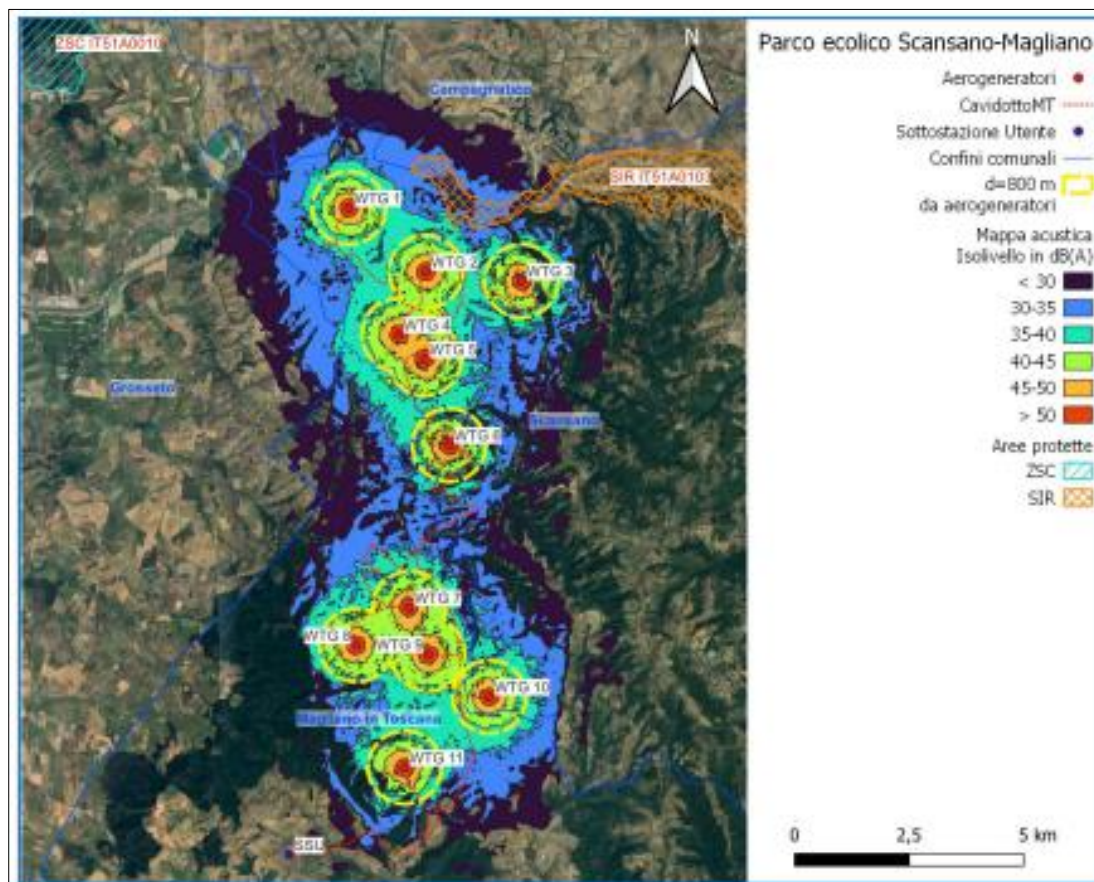 ZSC IT51A0010
Campagnatico
N
SIR IT51A0103
WTG 1
WTG 2
WTG 3
WTG 4
WTG 5
Grosseto
Scansano
WTG 6
WTG 7
WTG 8
WTG 9
WTG 10
Magliano in Toscana
WTG 11
SSU
Parco ecolico Scansano-Magliano
Aerogeneratori
CavidottoMT
Sottostazione Utente
Confini comunali
d=800 m
da aerogeneratori
Mappa acustica
Isolivello in dB(A)
< 30
30-35
35-40
40-45
45-50
> 50
Aree protette
ZSC
SIR
0 2,5 5 km